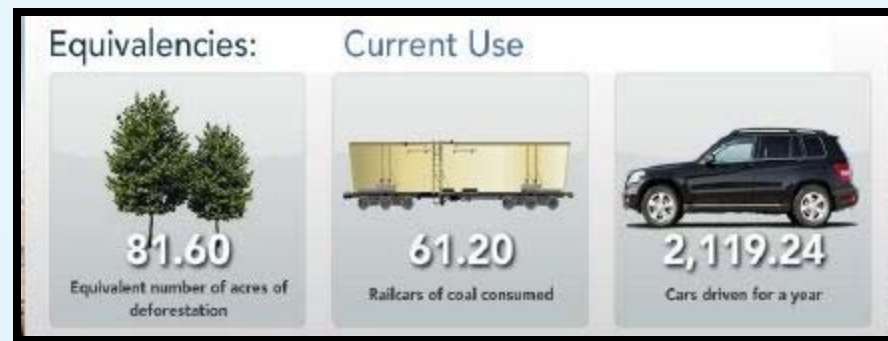 Equivalencies:
Current Use
81.60
Equivalent number of acres of
deforestation
61.20
Railcars of coal consumed
2,119.24
Cars driven for a year